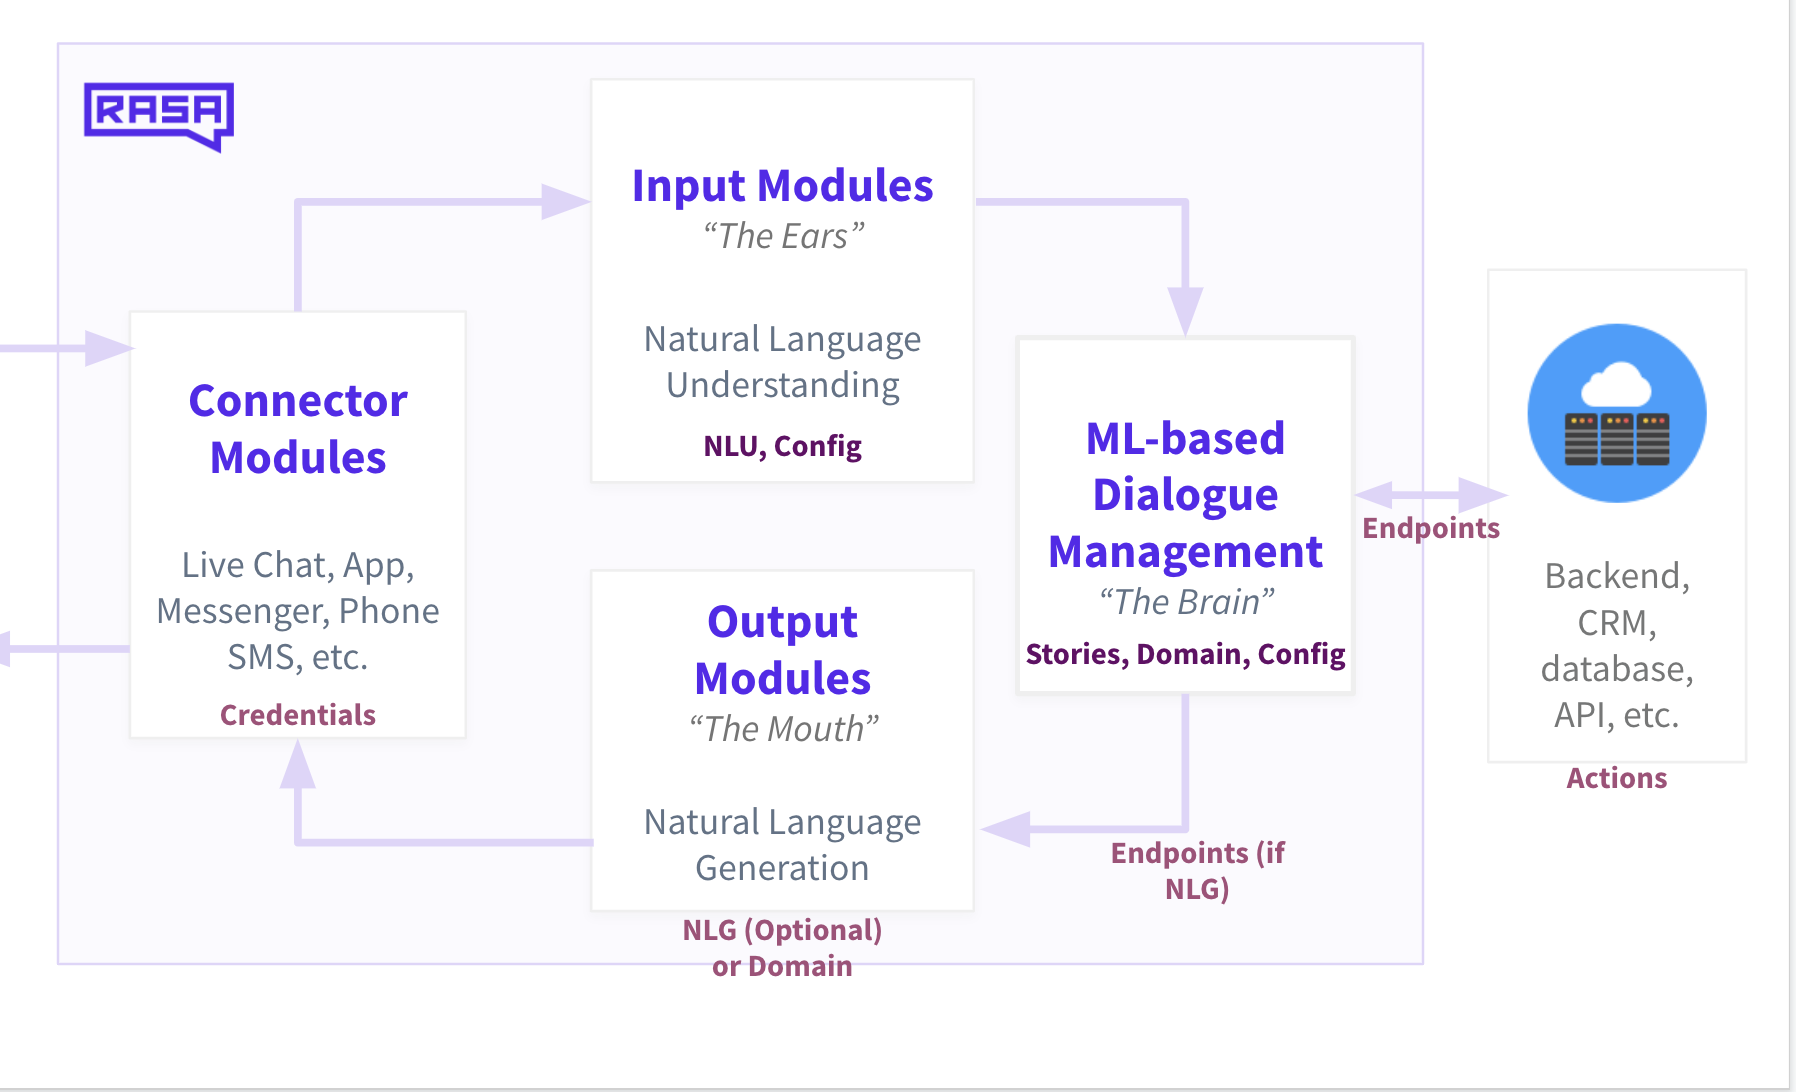 RASA
Input Modules
“The Ears”
Natural Language
Understanding
NLU, Config
Connector
Modules
Live Chat, App,
Messenger, Phone
SMS, etc.
Credentials
ML-based
Dialogue
Management
“The Brain”
Stories, Domain, Config
Endpoints
Backend,
CRM,
database,
API, etc.
Actions
Output
Modules
“The Mouth”
Natural Language
Generation
NLG (Optional)
or Domain
Endpoints (if
NLG)